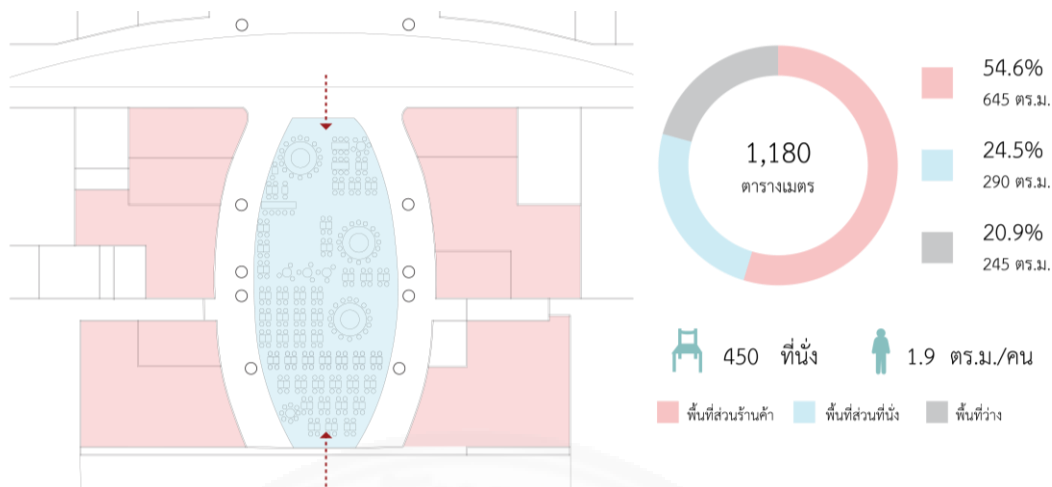 1,180
ตารางเมตร
54.6%
645 ตร.ม.
24.5%
290 ตร.ม.
20.9%
245 ตร.ม.
450 ที่นั่ง
1.9 ตร.ม./คน
พื้นที่ส่วนร้านค้า พื้นที่ส่วนที่นั่ง พื้นที่ว่าง